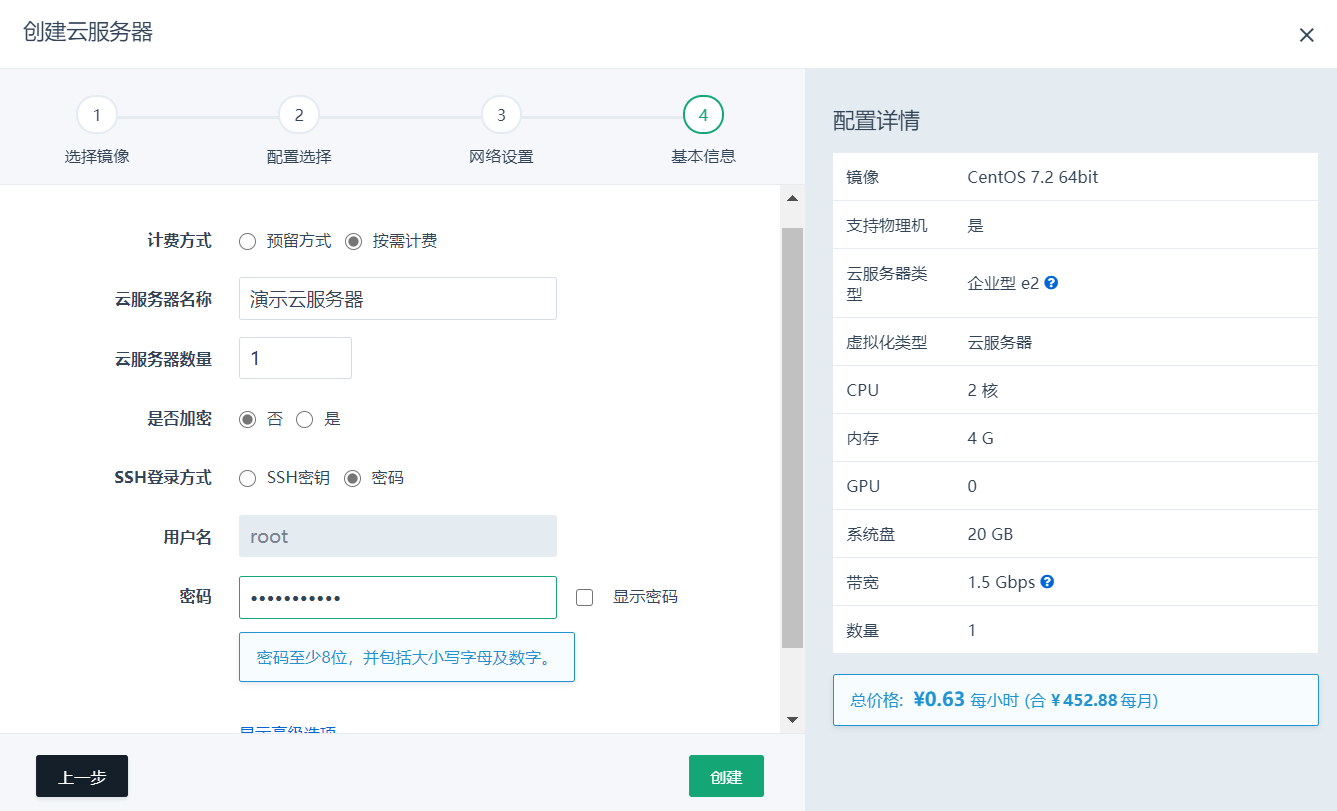 创建云服务器
1
2
3
4
选择镜像
配置选择
网络设置
基本信息
计费方式 预留方式 按需计费
云服务器名称 演示云服务器
云服务器数量 1
是否加密 否 是
SSH登录方式 SSH密钥 密码
用户名 root
密码 ••••••••••• 显示密码
密码至少8位，并包括大小写字母及数字。
显示高级选项
上一步
创建
配置详情
镜像 CentOS 7.2 64bit
支持物理机 是
云服务器类
型
企业型 e2
虚拟化类型 云服务器
CPU 2 核
内存 4 G
GPU 0
系统盘 20 GB
带宽 1.5 Gbps
数量 1
总价格: ¥0.63 每小时 (合 ¥ 452.88 每月)